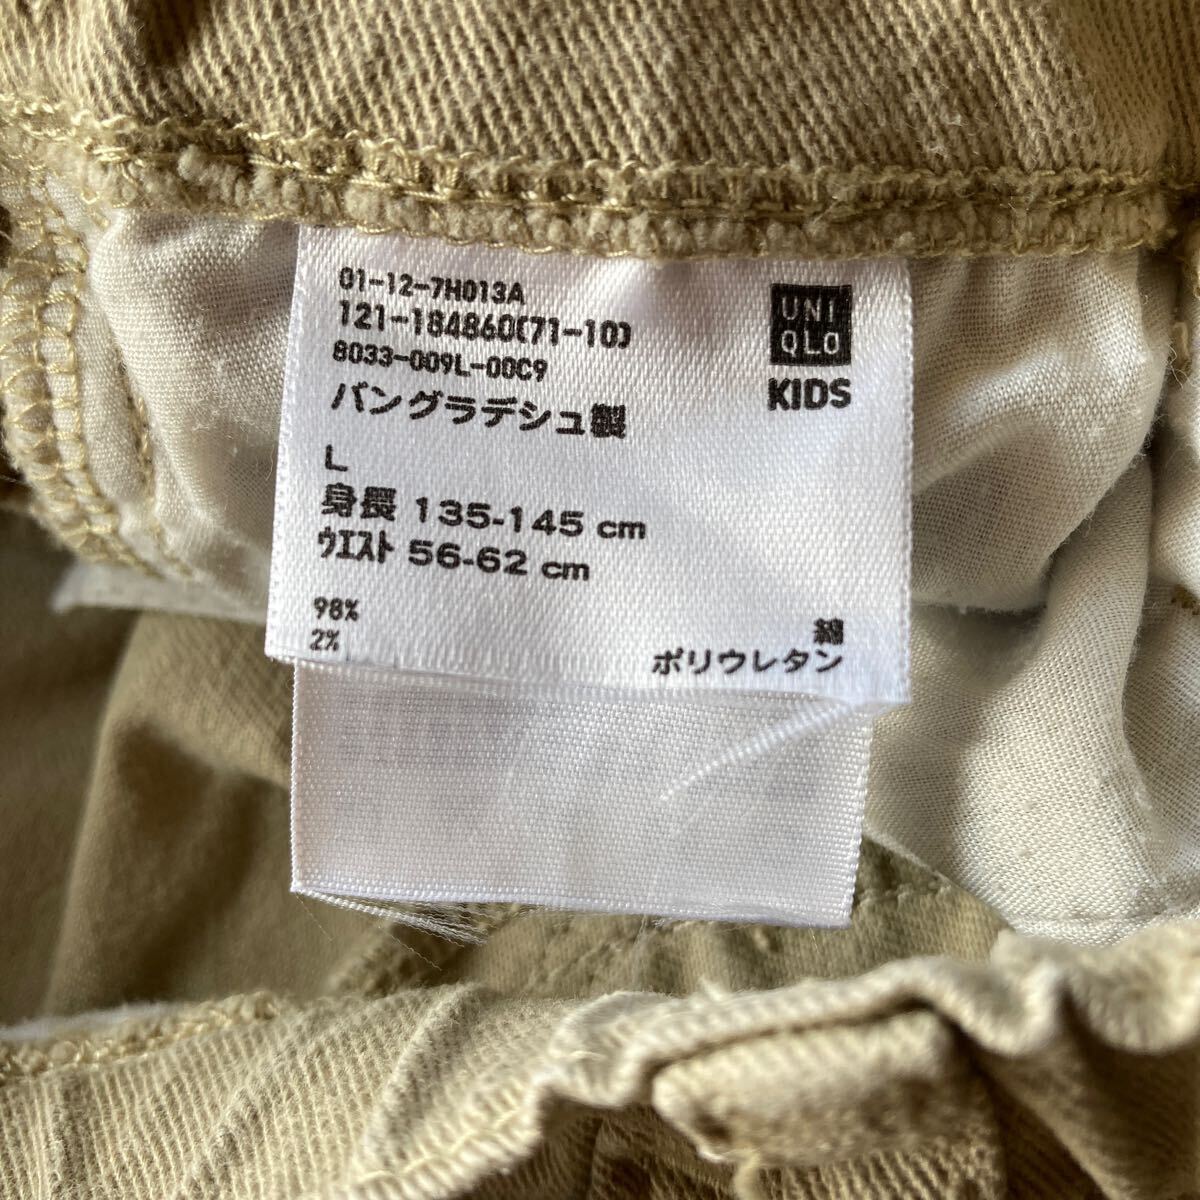 01-12-7H013A
121-184860(71-10)
8033-009L-00C9
バングラデシュ製
L
身長 135-145 cm
ウエスト 56-62 cm
98% 綿
2% ポリウレタン
UNI
QLO
KIDS